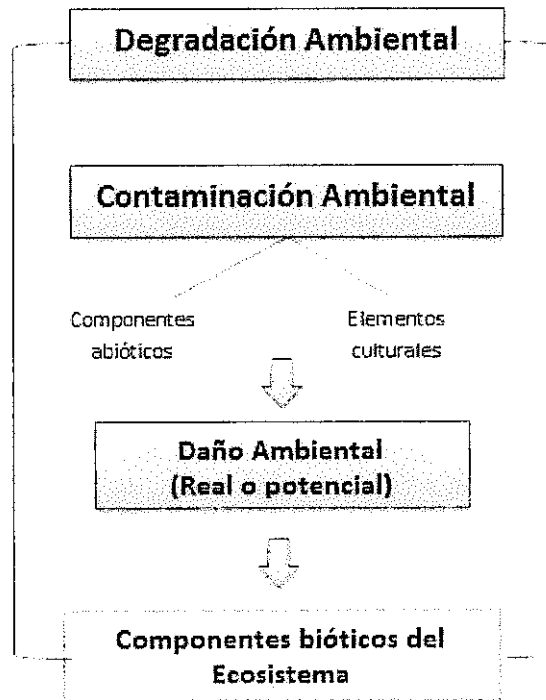 Degradación Ambiental
Contaminación Ambiental
Componentes
abióticos
Elementos
culturales
Daño Ambiental
(Real o potencial)
Componentes bióticos del
Ecosistema